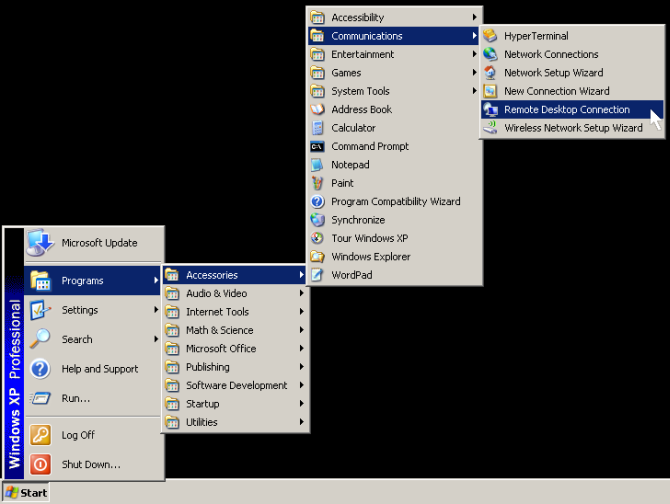 Accessibility
Communications
Entertainment
Games
System Tools
Address Book
Calculator
Command Prompt
Notepad
Paint
Program Compatibility Wizard
Synchronize
Tour Windows XP
Windows Explorer
WordPad
HyperTerminal
Network Connections
Network Setup Wizard
New Connection Wizard
Remote Desktop Connection
Wireless Network Setup Wizard
Microsoft Update
Programs
Settings
Search
Help and Support
Run...
Log Off
Shut Down...
Windows XP Professional
Accessories
Audio & Video
Internet Tools
Math & Science
Microsoft Office
Publishing
Software Development
Startup
Utilities
Start